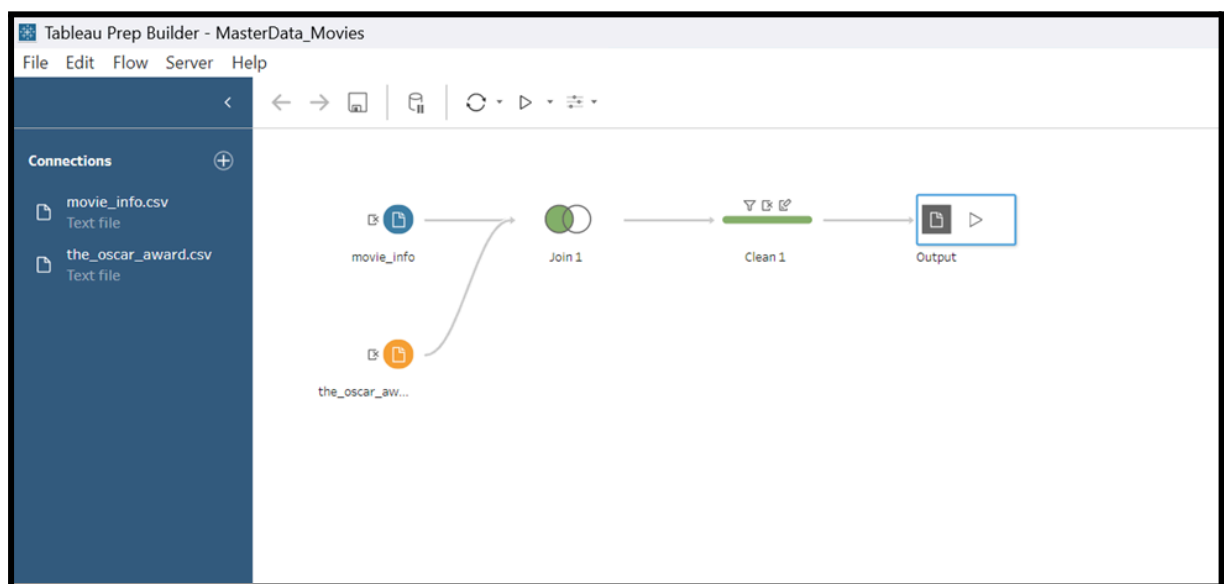 Tableau Prep Builder - MasterData_Movies
File Edit Flow Server Help
Connections
movie_info.csv
Text file
the_oscar_award.csv
Text file
movie_info
Join 1
Clean 1
Output
the_oscar_aw...